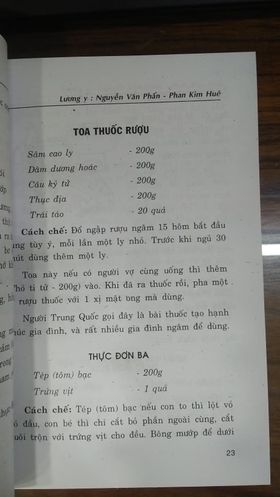 Lương y : Nguyễn Văn Phấn - Phan Kim Huê
TOA THUỐC RƯỢU
Sâm cao ly - 200g
Dâm dương hoác - 200g
Câu kỷ tử - 200g
Thục địa - 200g
Trái táo - 20 quả
Cách chế: Đổ ngập rượu ngâm 15 hôm bắt đầu
tùy ý, mỗi lần một ly nhỏ. Trước khi ngủ 30
phút dùng thêm một ly.
Toa này nếu có người vợ cùng uống thì thêm
ti tử - 200g) vào. Khi đã ra thuốc rồi, pha một
rượu thuốc với 1 xị mật ong mà dùng.
Người Trung Quốc gọi đây là bài thuốc tạo hạnh
phúc gia đình, và rất nhiều gia đình ngâm để dùng.
THỰC ĐƠN BA
Tép (tôm) bạc - 200g
Trứng vịt - 1 quả
Cách chế: Tép (tôm) bạc nếu con to thì lột vỏ
bỏ đầu, con bé thì chỉ cắt bỏ phần ngoài cùng, cắt
đuôi trộn với trứng vịt cho đều. Bông mướp để dưới
23